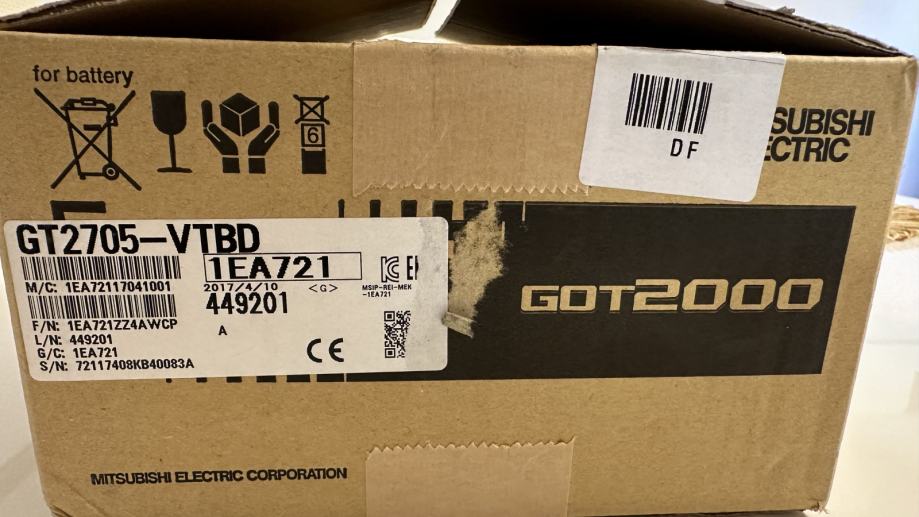 for battery
6
DF
SUBISHI
ECTRIC
GT2705-VTBD
1EA721
M/C: 1EA72117041001
2017/4/10 <G>
MSIP-REI-MEK
-1EA721
449201
F/N: 1EA721ZZ4AWCP
A
L/N: 449201
G/C: 1EA721
S/N: 72117408KB40083A
CE
GOT2000
MITSUBISHI ELECTRIC CORPORATION